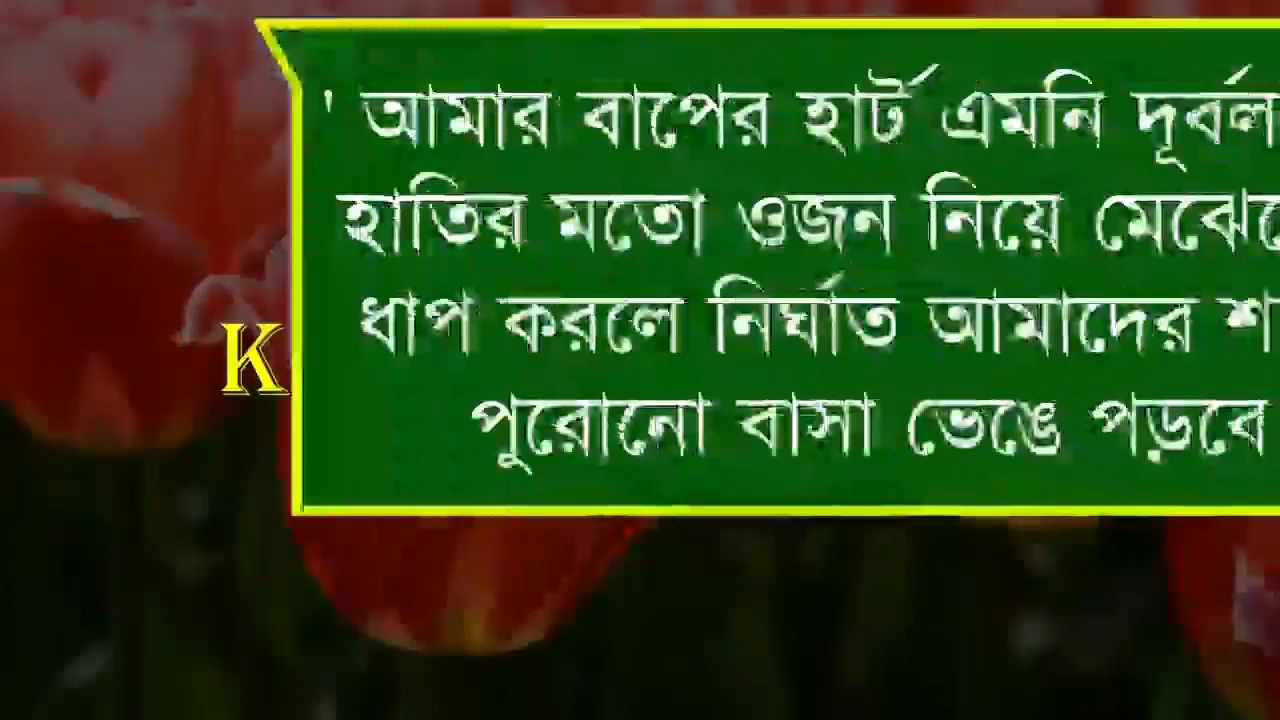 ' আমার বাপের হার্ট এমনি দূর্বল
হাতির মতো ওজন নিয়ে
ধাপ করলে নির্ঘাত আমাদের
K
পুরোনো বাসা ভেঙে পড়বে